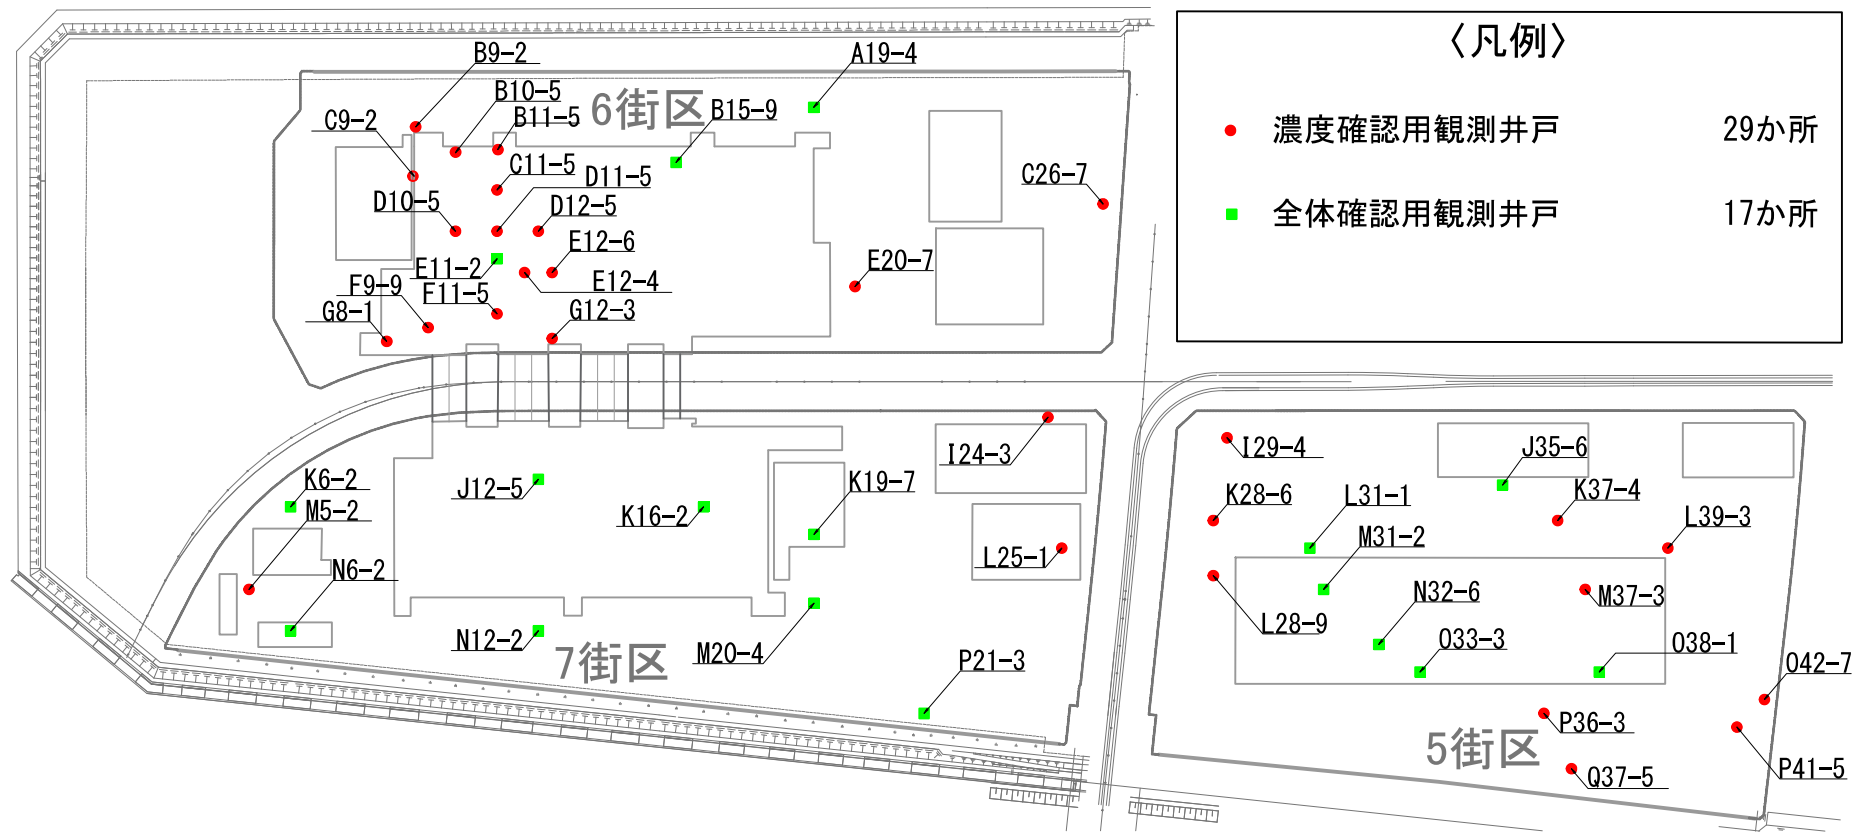 〈凡例〉
濃度確認用観測井戸 29か所
全体確認用観測井戸 17か所
6街区
B9-2
A19-4
B10-5
B15-9
B11-5
C9-2
C11-5
D11-5
C26-7
D10-5
D12-5
E12-6
E11-2
E20-7
E12-4
F9-9
F11-5
G8-1
G12-3
7街区
I24-3
K6-2
J12-5
K19-7
M5-2
K16-2
L25-1
N6-2
N12-2
M20-4
P21-3
5街区
I29-4
J35-6
K28-6
L31-1
K37-4
L39-3
M31-2
N32-6
M37-3
L28-9
O33-3
O38-1
O42-7
P36-3
P41-5
Q37-5